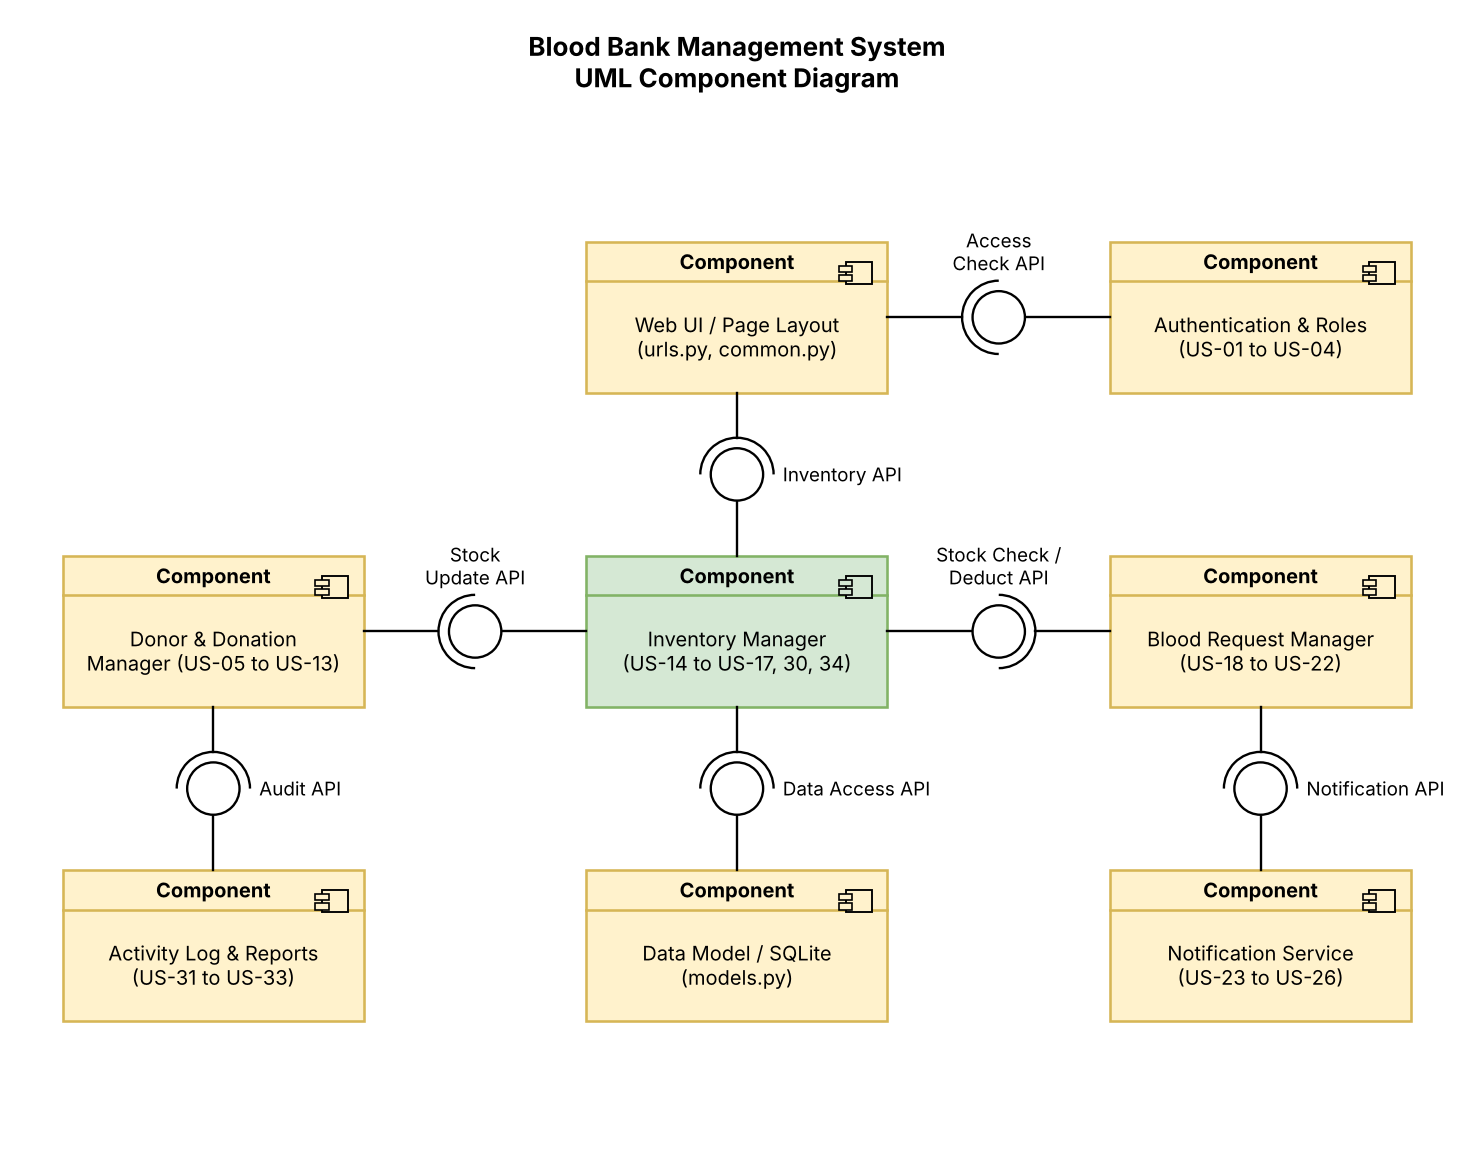 Blood Bank Management System
UML Component Diagram
Access
Check API
Component
Web UI / Page Layout
(urls.py, common.py)
Component
Authentication & Roles
(US-01 to US-04)
Inventory API
Stock
Update API
Stock Check /
Deduct API
Component
Donor & Donation
Manager (US-05 to US-13)
Component
Inventory Manager
(US-14 to US-17, 30, 34)
Component
Blood Request Manager
(US-18 to US-22)
Audit API
Data Access API
Notification API
Component
Activity Log & Reports
(US-31 to US-33)
Component
Data Model / SQLite
(models.py)
Component
Notification Service
(US-23 to US-26)